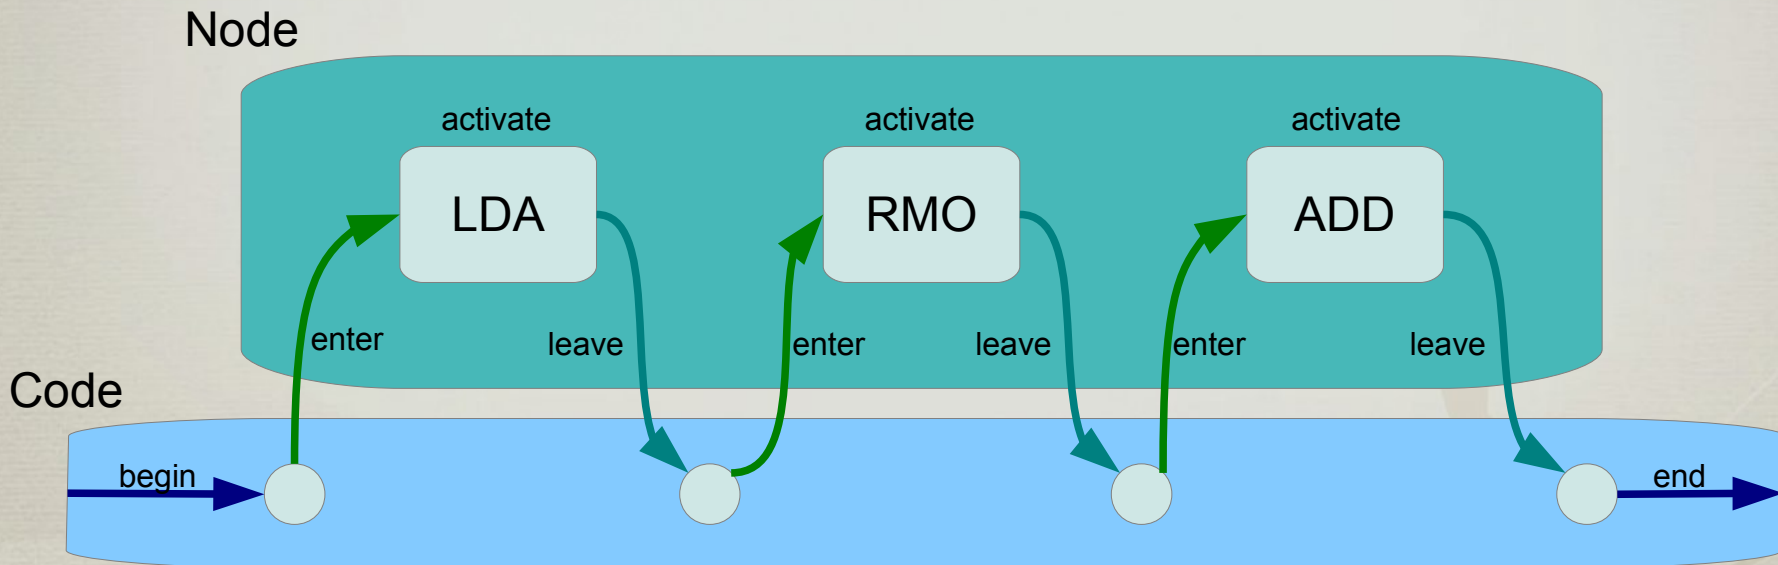 Node
activate activate activate
LDA RMO ADD
enter leave enter leave enter leave
Code
begin end